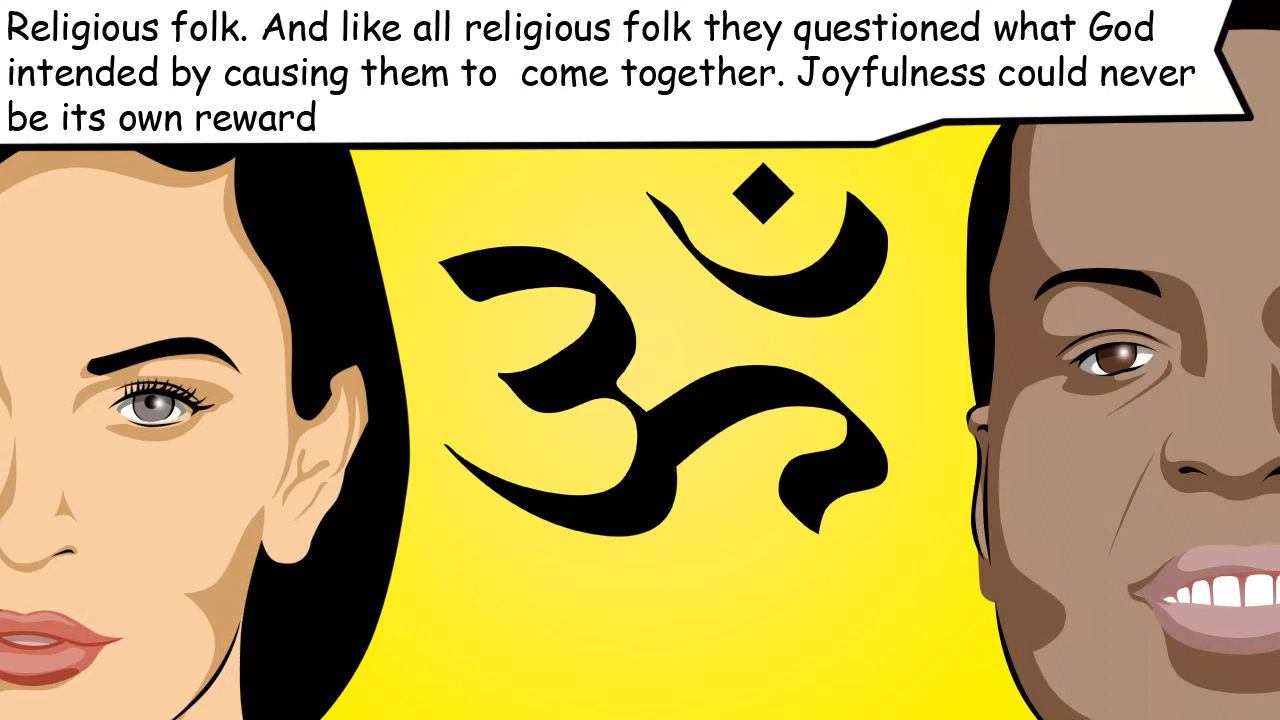 Religious folk. And like all religious folk they questioned what God
intended by causing them to  come together. Joyfulness could never
be its own reward
ॐ